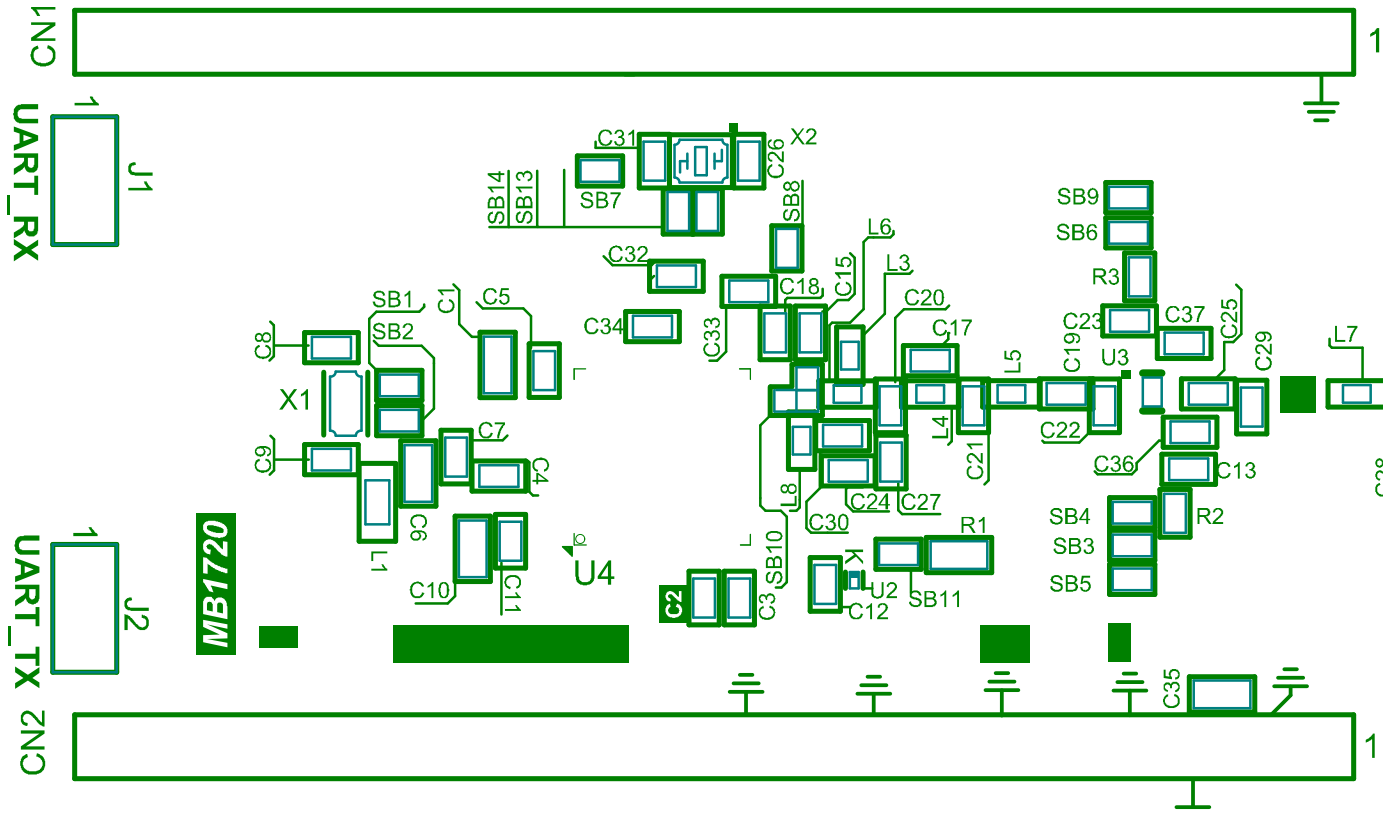 CN1
1
UART_RX
1
J1
C31
X2
C26
SB14
SB13
SB7
SB8
SB9
SB6
L6
C32
C15
L3
R3
C1
C5
C18
C20
C25
SB1
SB2
C8
C34
C33
C17
C23
C37
C19
U3
C29
L5
L7
X1
C7
C9
C4
L4
C21
C22
C36
C13
C28
L8
C24
C27
C30
C6
L1
MB1720
R1
SB4
R2
SB3
SB5
1
UART_TX
J2
C10
C11
U4
SB10
K
U2
SB11
C12
C2
C3
C35
CN2
1